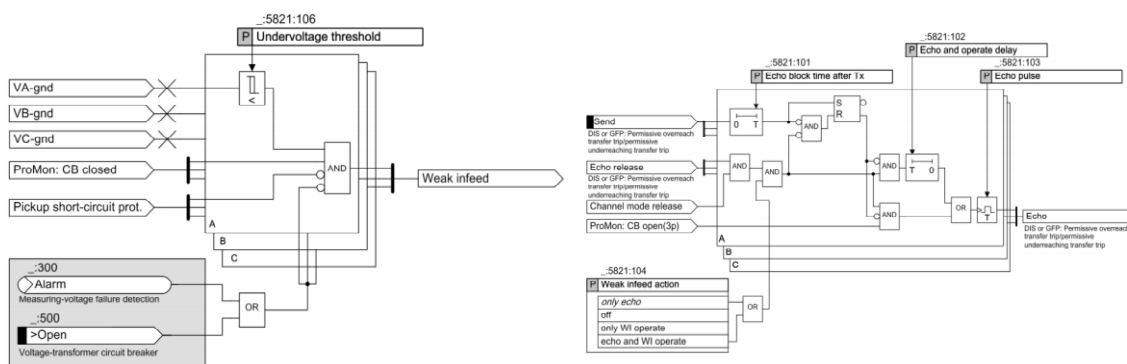 _:5821:106
P Undervoltage threshold
VA-gnd
VB-gnd
VC-gnd
ProMon: CB closed
Pickup short-circuit prot.
<
AND
Weak infeed
A
B
C
_:300
Alarm
Measuring-voltage failure detection
_:500
>Open
Voltage-transformer circuit breaker
OR
_:5821:102
P Echo and operate delay
_:5821:101
P Echo block time after Tx
_:5821:103
P Echo pulse
Send
DIS or GFP: Permissive overreach
transfer trip/permissive
underreaching transfer trip
0 T
AND
S
R
Echo release
DIS or GFP: Permissive overreach
transfer trip/permissive
underreaching transfer trip
AND
AND
AND
T 0
Channel mode release
ProMon: CB open(3p)
AND
OR
T
Echo
DIS or GFP: Permissive overreach
transfer trip/permissive
underreaching transfer trip
A
B
C
_:5821:104
P Weak infeed action
only echo
off
only WI operate
echo and WI operate
OR